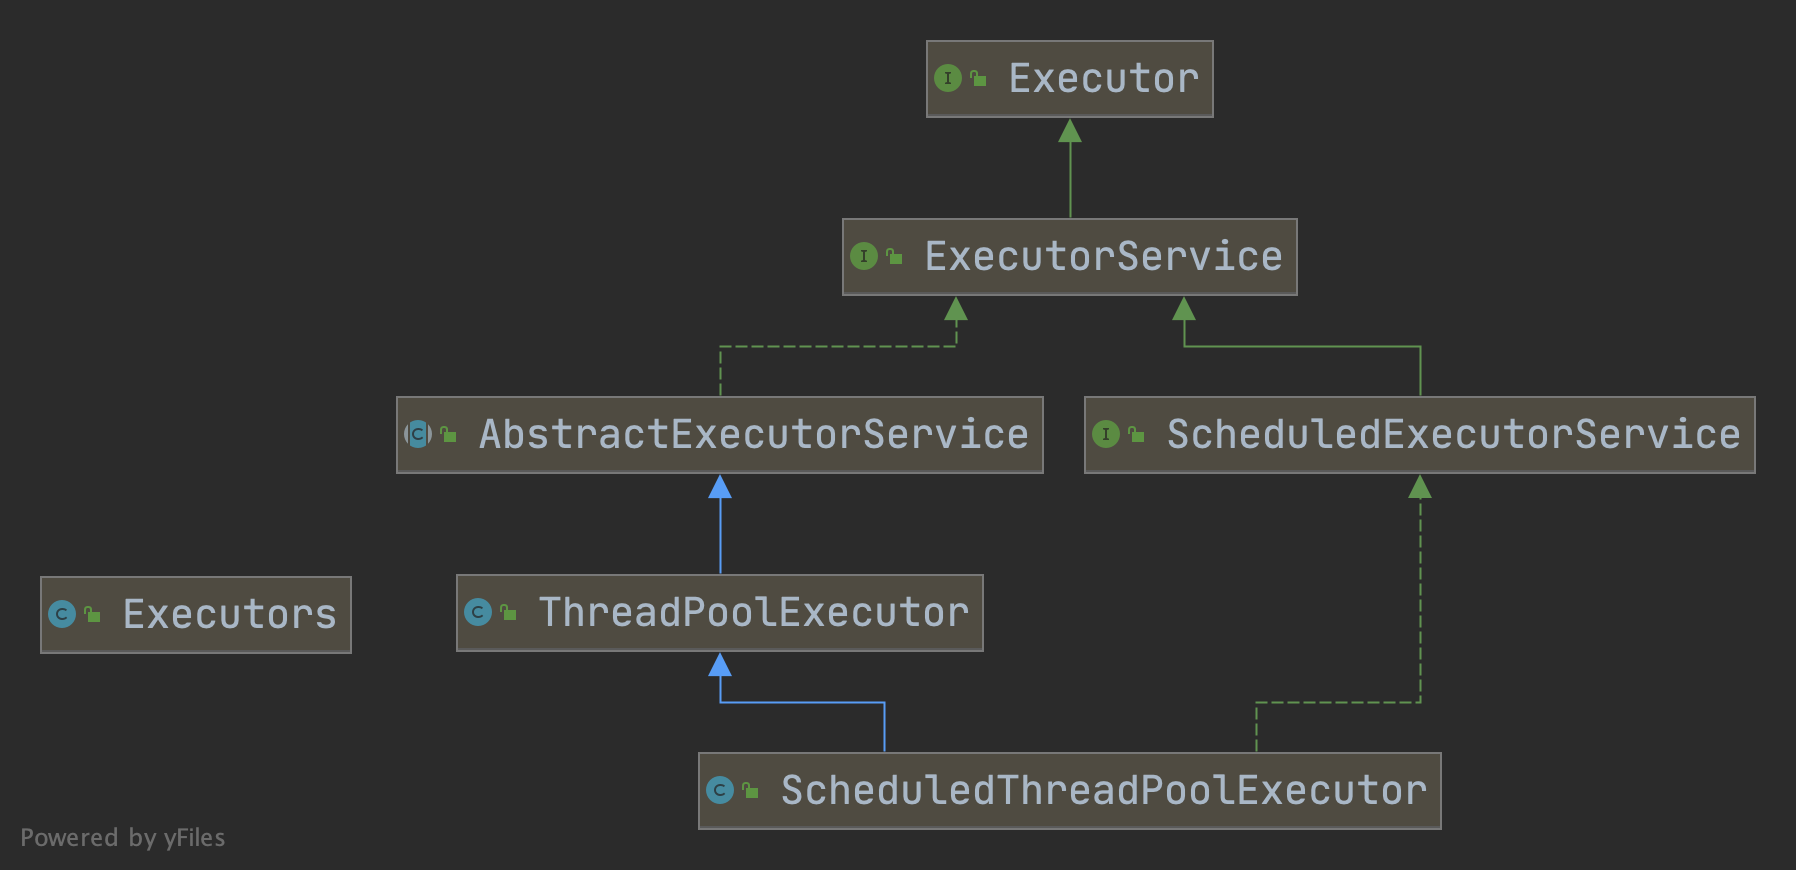 Executor
ExecutorService
AbstractExecutorService
ScheduledExecutorService
Executors
ThreadPoolExecutor
ScheduledThreadPoolExecutor
Powered by yFiles